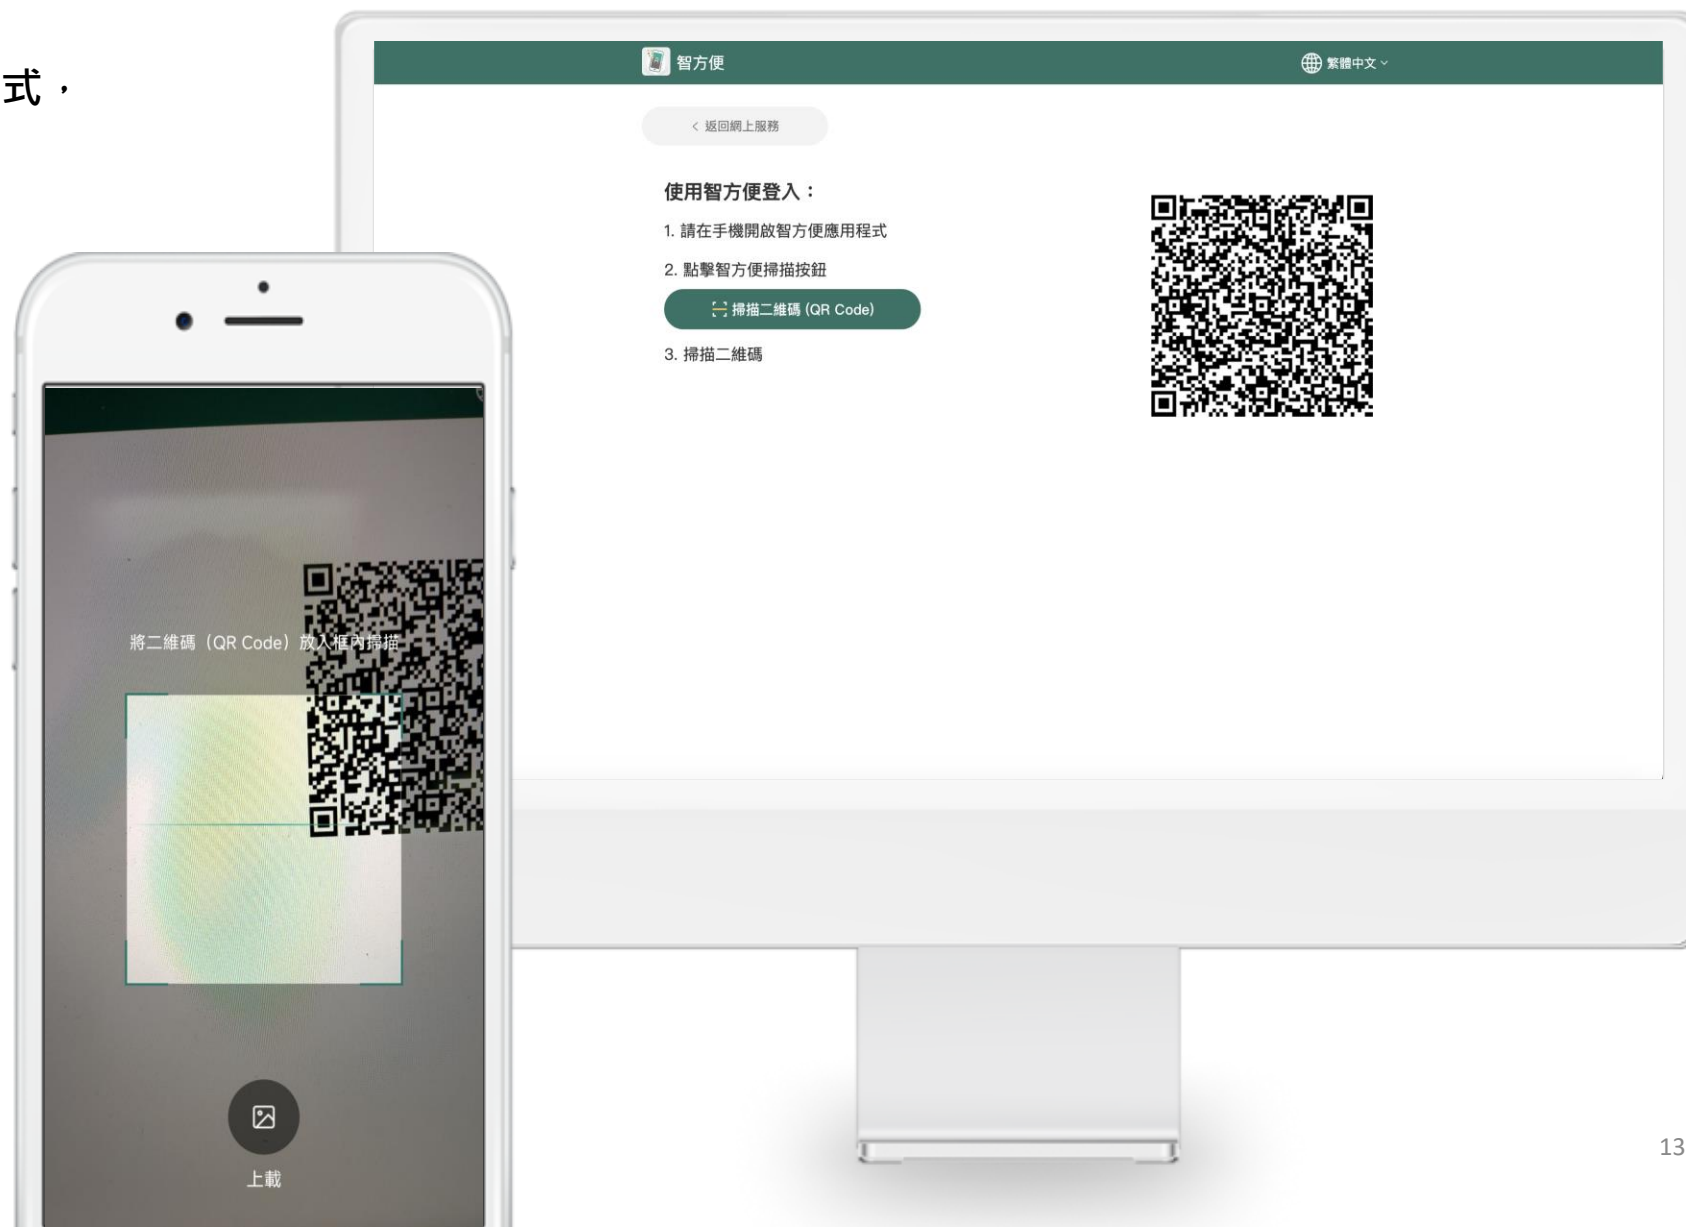 式，
智方便
繁體中文
< 返回網上服務
使用智方便登入：
1. 請在手機開啟智方便應用程式
2. 點擊智方便掃描按鈕
掃描二維碼 (QR Code)
3. 掃描二維碼
將二維碼（QR Code）放入框內掃描
上載
13